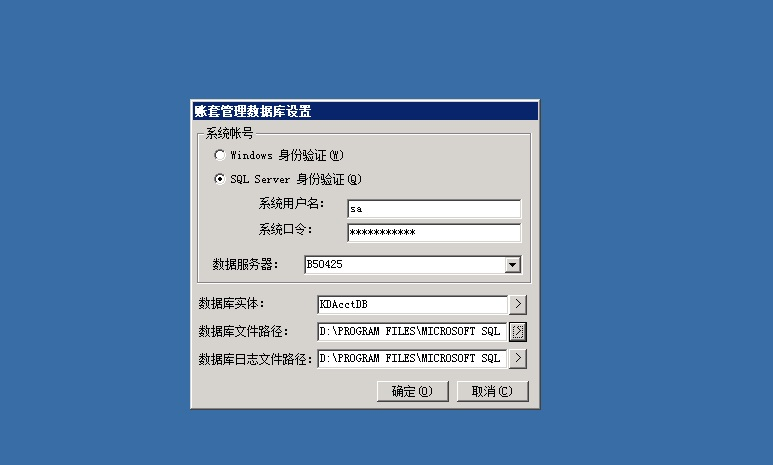 账套管理数据库设置
系统帐号
Windows 身份验证(W)
SQL Server 身份验证(Q)
系统用户名: sa
系统口令: ***********
数据服务器: B50425
数据库实体: KDAcctDB >
数据库文件路径: D:\PROGRAM FILES\MICROSOFT SQL >
数据库日志文件路径: D:\PROGRAM FILES\MICROSOFT SQL >
确定(O) 取消(C)